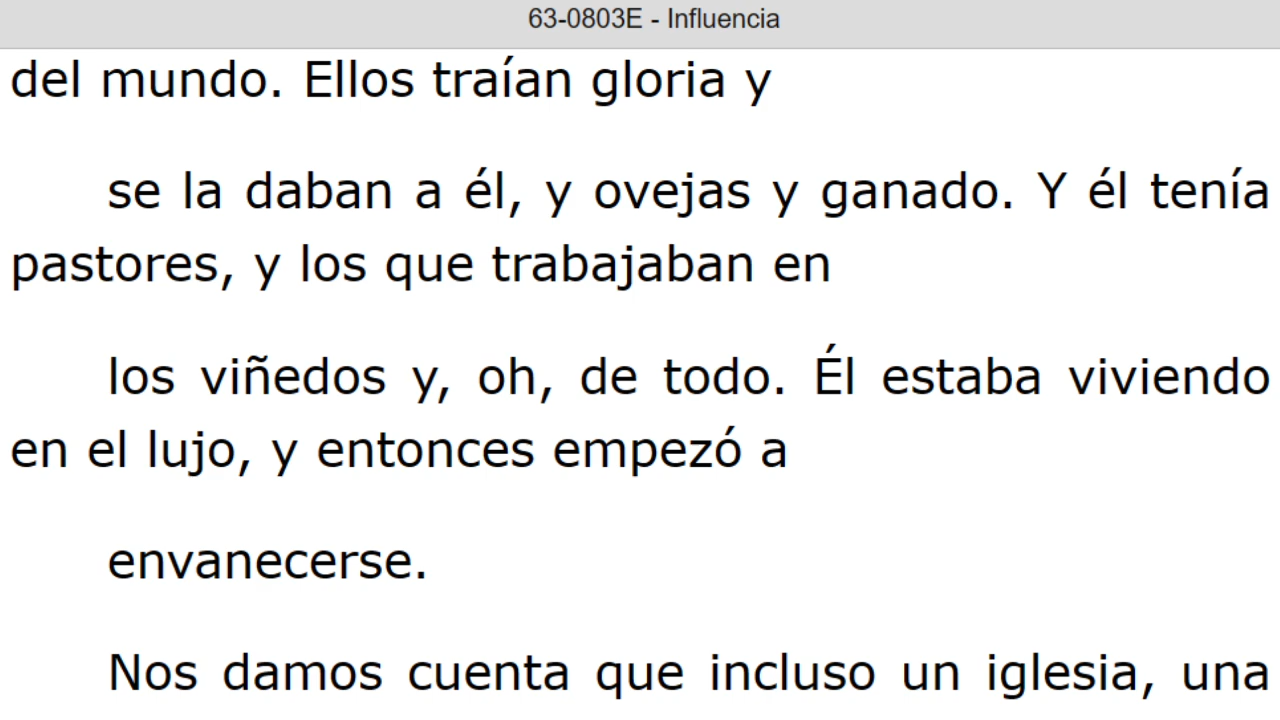 63-0803E - Influencia
del mundo. Ellos traían gloria y
se la daban a él, y ovejas y ganado. Y él tenía
pastores, y los que trabajaban en
los viñedos y, oh, de todo. Él estaba viviendo
en el lujo, y entonces empezó a
envanecerse.
Nos damos cuenta que incluso un iglesia, una